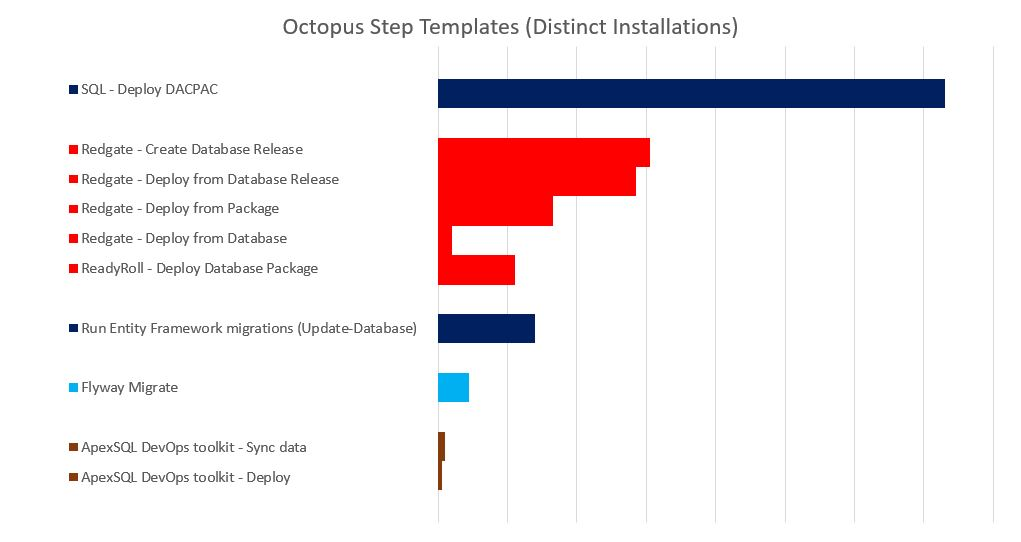 Octopus Step Templates (Distinct Installations)
SQL - Deploy DACPAC
Redgate - Create Database Release
Redgate - Deploy from Database Release
Redgate - Deploy from Package
Redgate - Deploy from Database
ReadyRoll - Deploy Database Package
Run Entity Framework migrations (Update-Database)
Flyway Migrate
ApexSQL DevOps toolkit - Sync data
ApexSQL DevOps toolkit - Deploy